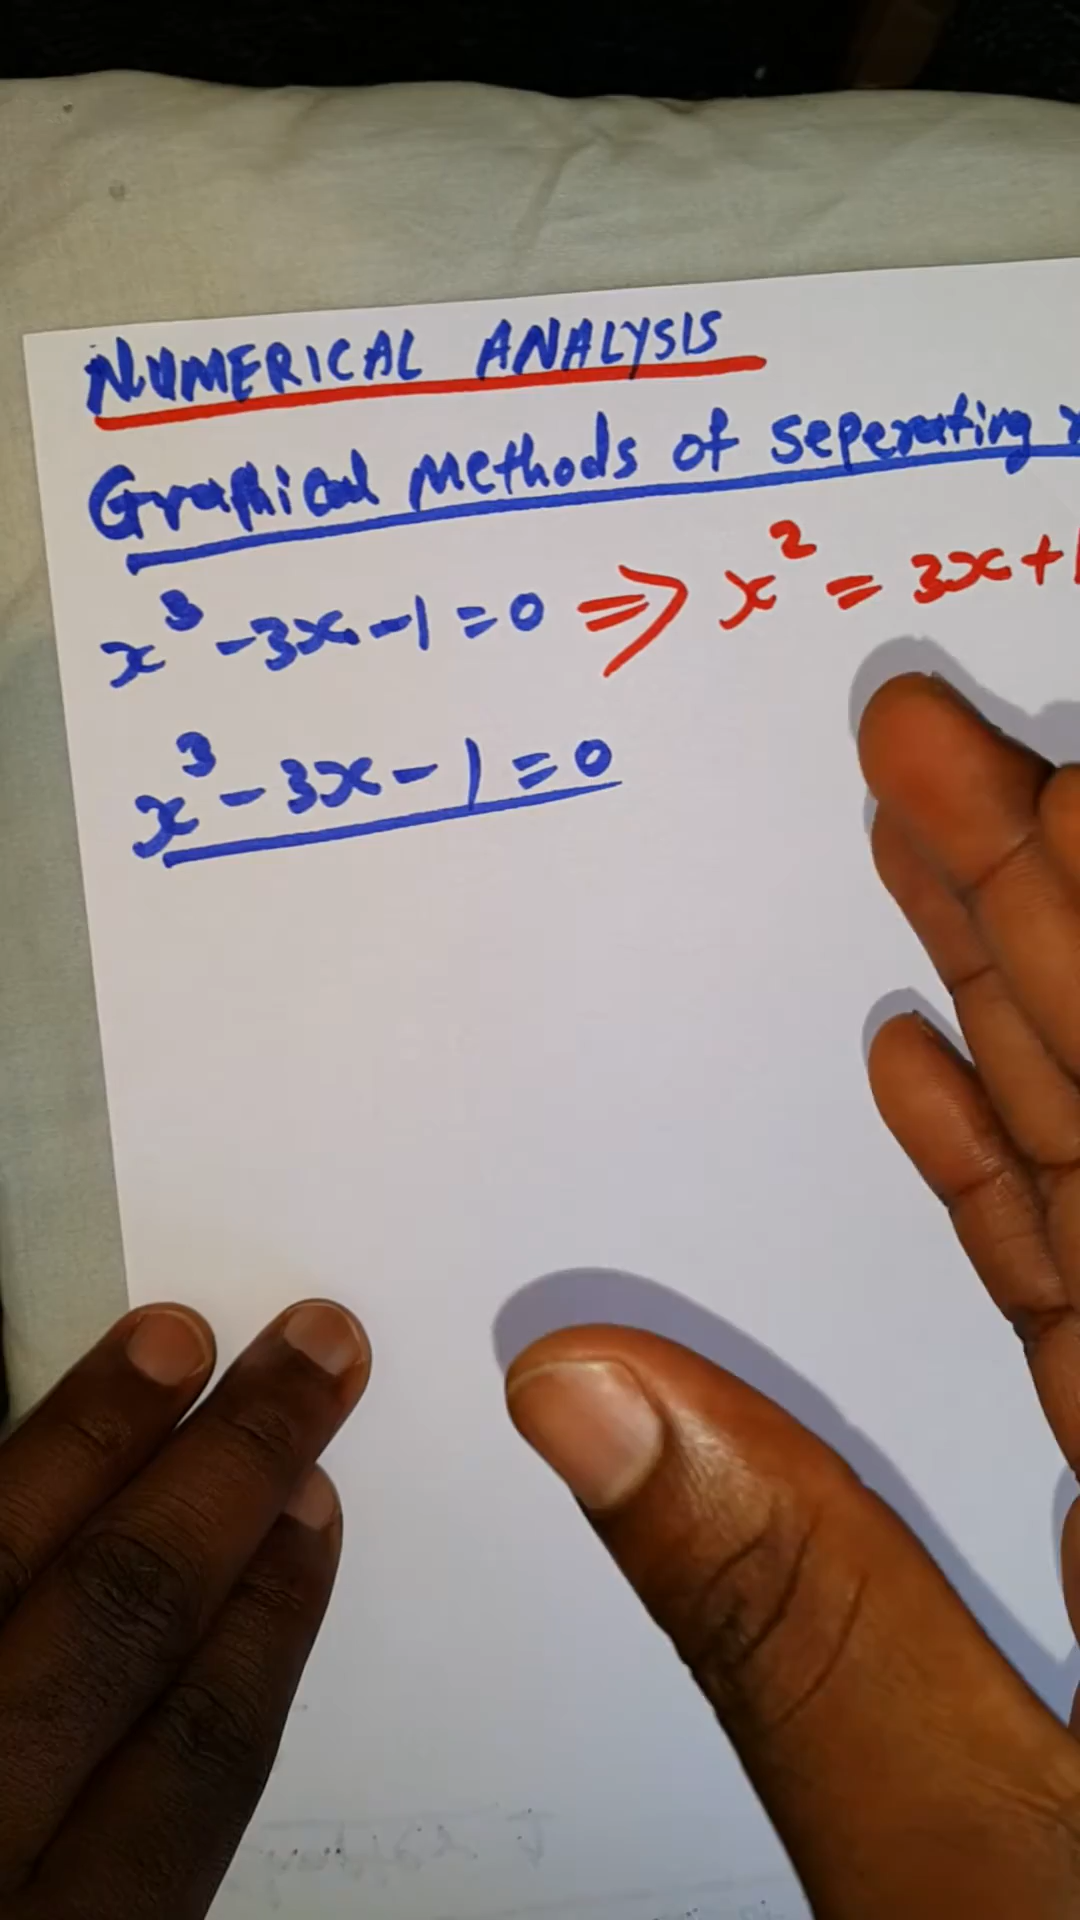 NUMERICAL ANALYSIS
Graphical methods of seperating
x³ -3x-1=0 => x² = 3x+1
x³-3x-1=0